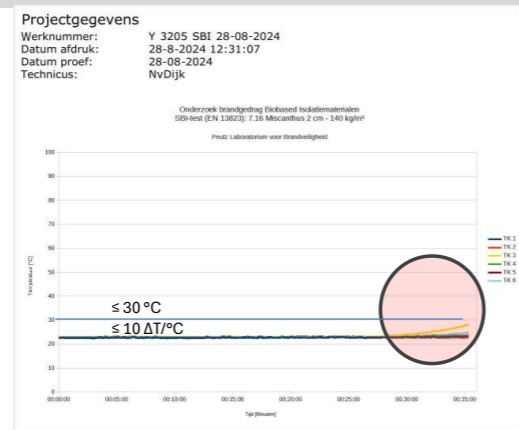 Projectgegevens
Werknummer: Y 3205 SBI 28-08-2024
Datum afdruk: 28-8-2024 12:31:07
Datum proef: 28-08-2024
Technicus: NvDijk
Onderzoek brandgedrag Biobased Isolatiematerialen
SBI-test (EN 13823): 7.16 Miscanthus 2 cm - 140 kg/m³
Peutz Laboratorium voor Brandveiligheid
100
90
80
70
60
50
40
30
20
10
0
Temperatuur [°C]
≤ 30 °C
≤ 10 ΔT/°C
TK 1
TK 2
TK 3
TK 4
TK 5
TK 6
00:00:00 00:05:00 00:10:00 00:15:00 00:20:00 00:25:00 00:30:00 00:35:00
Tijd [Minuten]